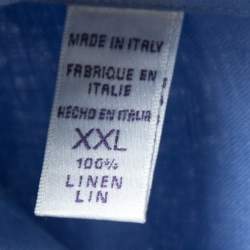 MADE IN ITALY
FABRIQUE EN
ITALIE
HECHO EN ITALIA
XXL
100%
LINEN
LIN